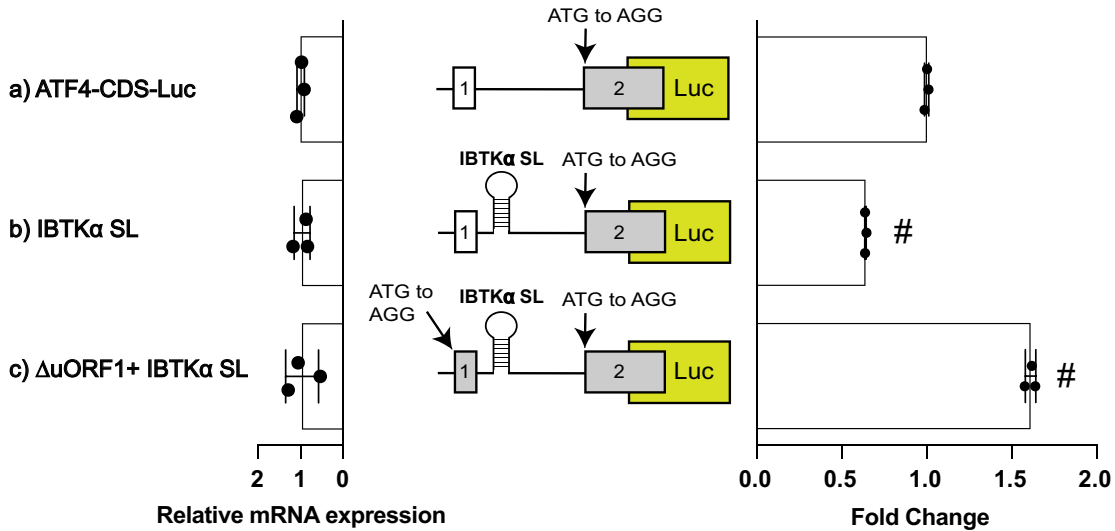 ATG to AGG
a) ATF4-CDS-Luc
1
2
Luc
IBTKα SL
ATG to AGG
b) IBTKα SL
1
2
Luc
#
ATG to
AGG
IBTKα SL
ATG to AGG
c) ΔuORF1+ IBTKα SL
1
2
Luc
#
2 1 0
0.0 0.5 1.0 1.5 2.0
Relative mRNA expression
Fold Change